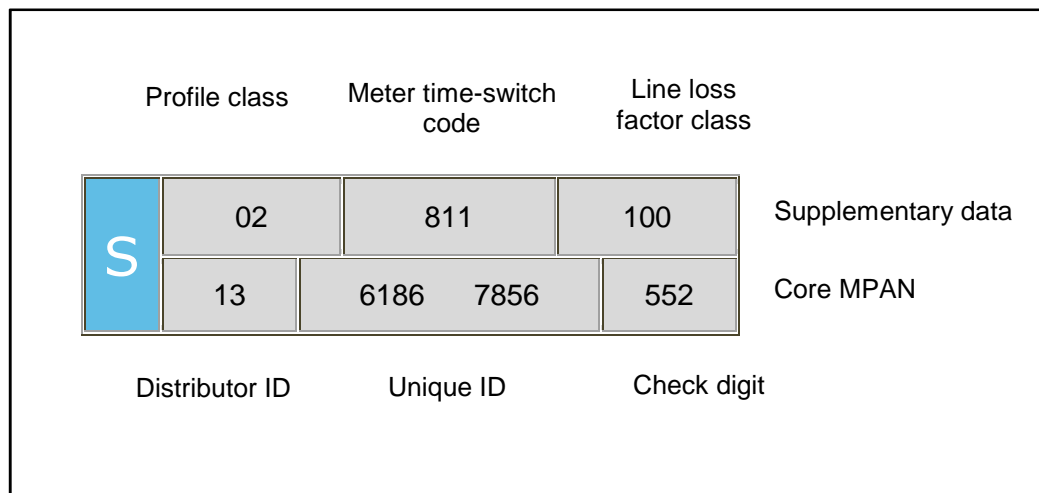 Profile class Meter time-switch code Line loss factor class
S 02 811 100 Supplementary data
13 6186 7856 552 Core MPAN
Distributor ID Unique ID Check digit